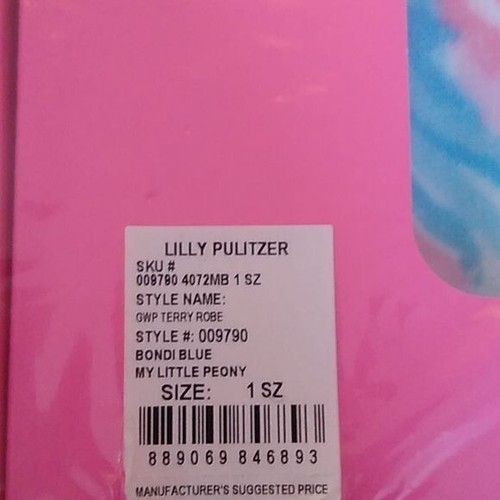 LILLY PULITZER
SKU #
009790 4072MB 1 SZ
STYLE NAME:
GWP TERRY ROBE
STYLE #: 009790
BONDI BLUE
MY LITTLE PEONY
SIZE: 1 SZ
889069 846893
MANUFACTURER'S SUGGESTED PRICE